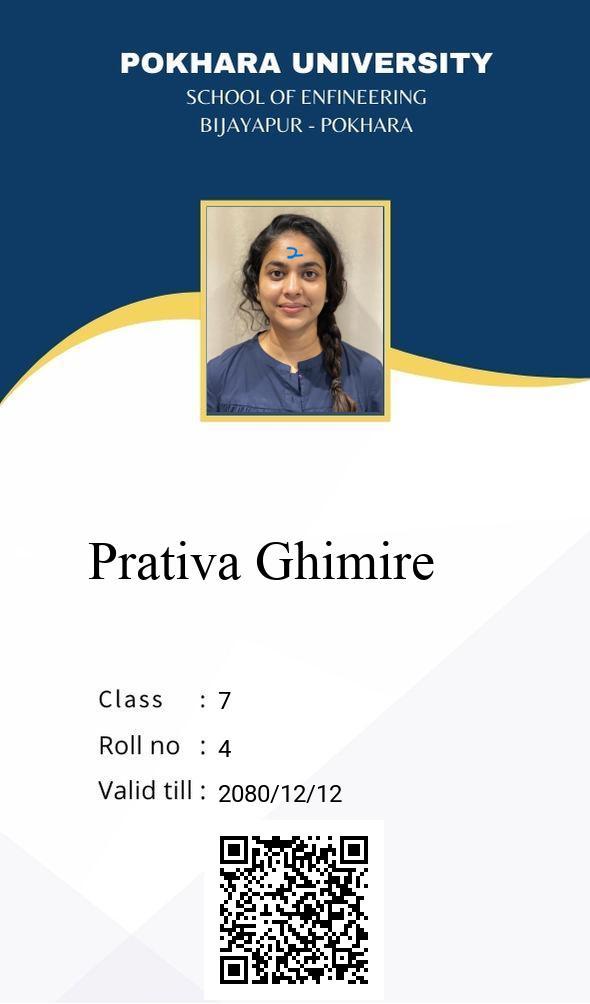 POKHARA UNIVERSITY
SCHOOL OF ENFINEERING
BIJAYAPUR - POKHARA
Prativa Ghimire
Class : 7
Roll no : 4
Valid till : 2080/12/12